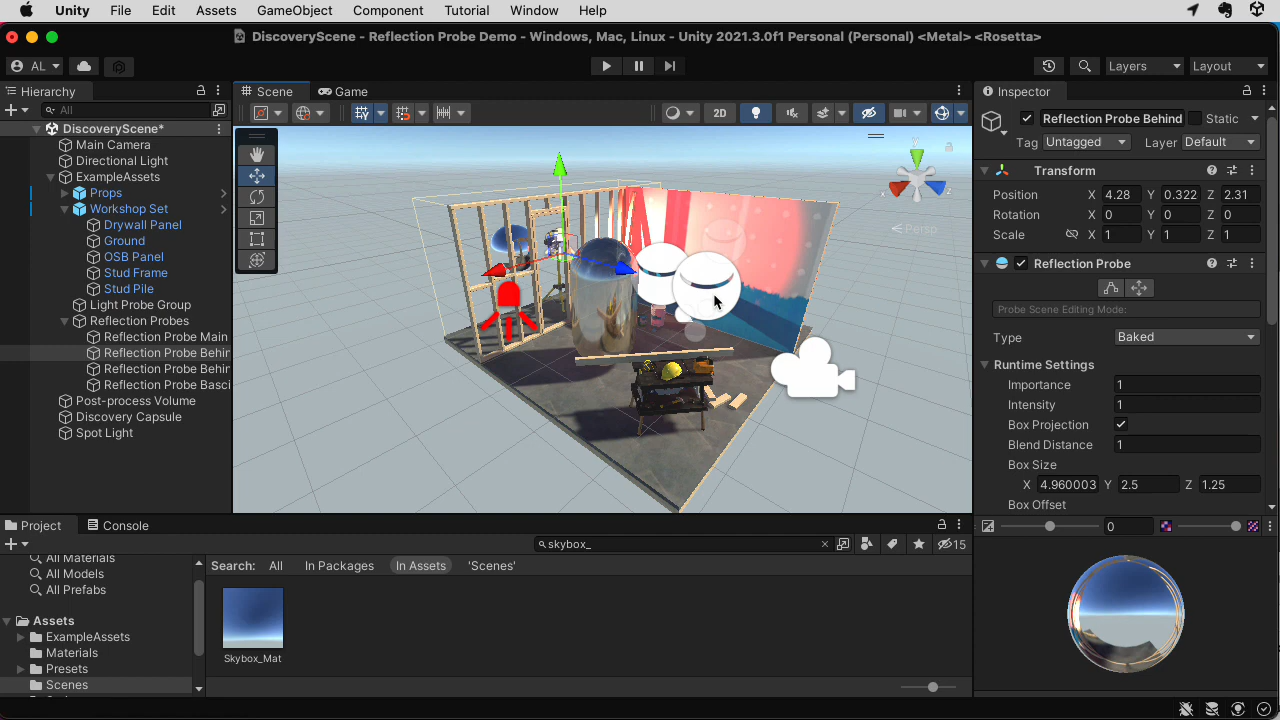 Unity File Edit Assets GameObject Component Tutorial Window Help
DiscoveryScene - Reflection Probe Demo - Windows, Mac, Linux - Unity 2021.3.0f1 Personal (Personal) <Metal> <Rosetta>
AL
Layers
Layout
Hierarchy
All
DiscoveryScene*
Main Camera
Directional Light
ExampleAssets
Props
Workshop Set
Drywall Panel
Ground
OSB Panel
Stud Frame
Stud Pile
Light Probe Group
Reflection Probes
Reflection Probe Main
Reflection Probe Behin
Reflection Probe Behin
Reflection Probe Basci
Post-process Volume
Discovery Capsule
Spot Light
Scene Game
2D
y
x
z
Persp
Inspector
Reflection Probe Behind Static
Tag Untagged Layer Default
Transform
Position X 4.28 Y 0.322 Z 2.31
Rotation X 0 Y 0 Z 0
Scale X 1 Y 1 Z 1
Reflection Probe
Probe Scene Editing Mode:
Type Baked
Runtime Settings
Importance 1
Intensity 1
Box Projection
Blend Distance 1
Box Size
X 4.960003 Y 2.5 Z 1.25
Box Offset
0
Project Console
skybox_
15
All Materials
All Models
All Prefabs
Assets
ExampleAssets
Materials
Presets
Scenes
Search: All In Packages In Assets 'Scenes'
Skybox_Mat